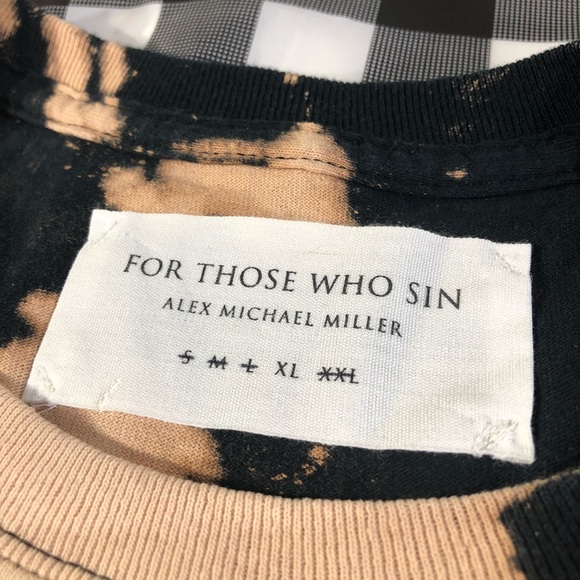 FOR THOSE WHO SIN
ALEX MICHAEL MILLER
S M L XL XXL